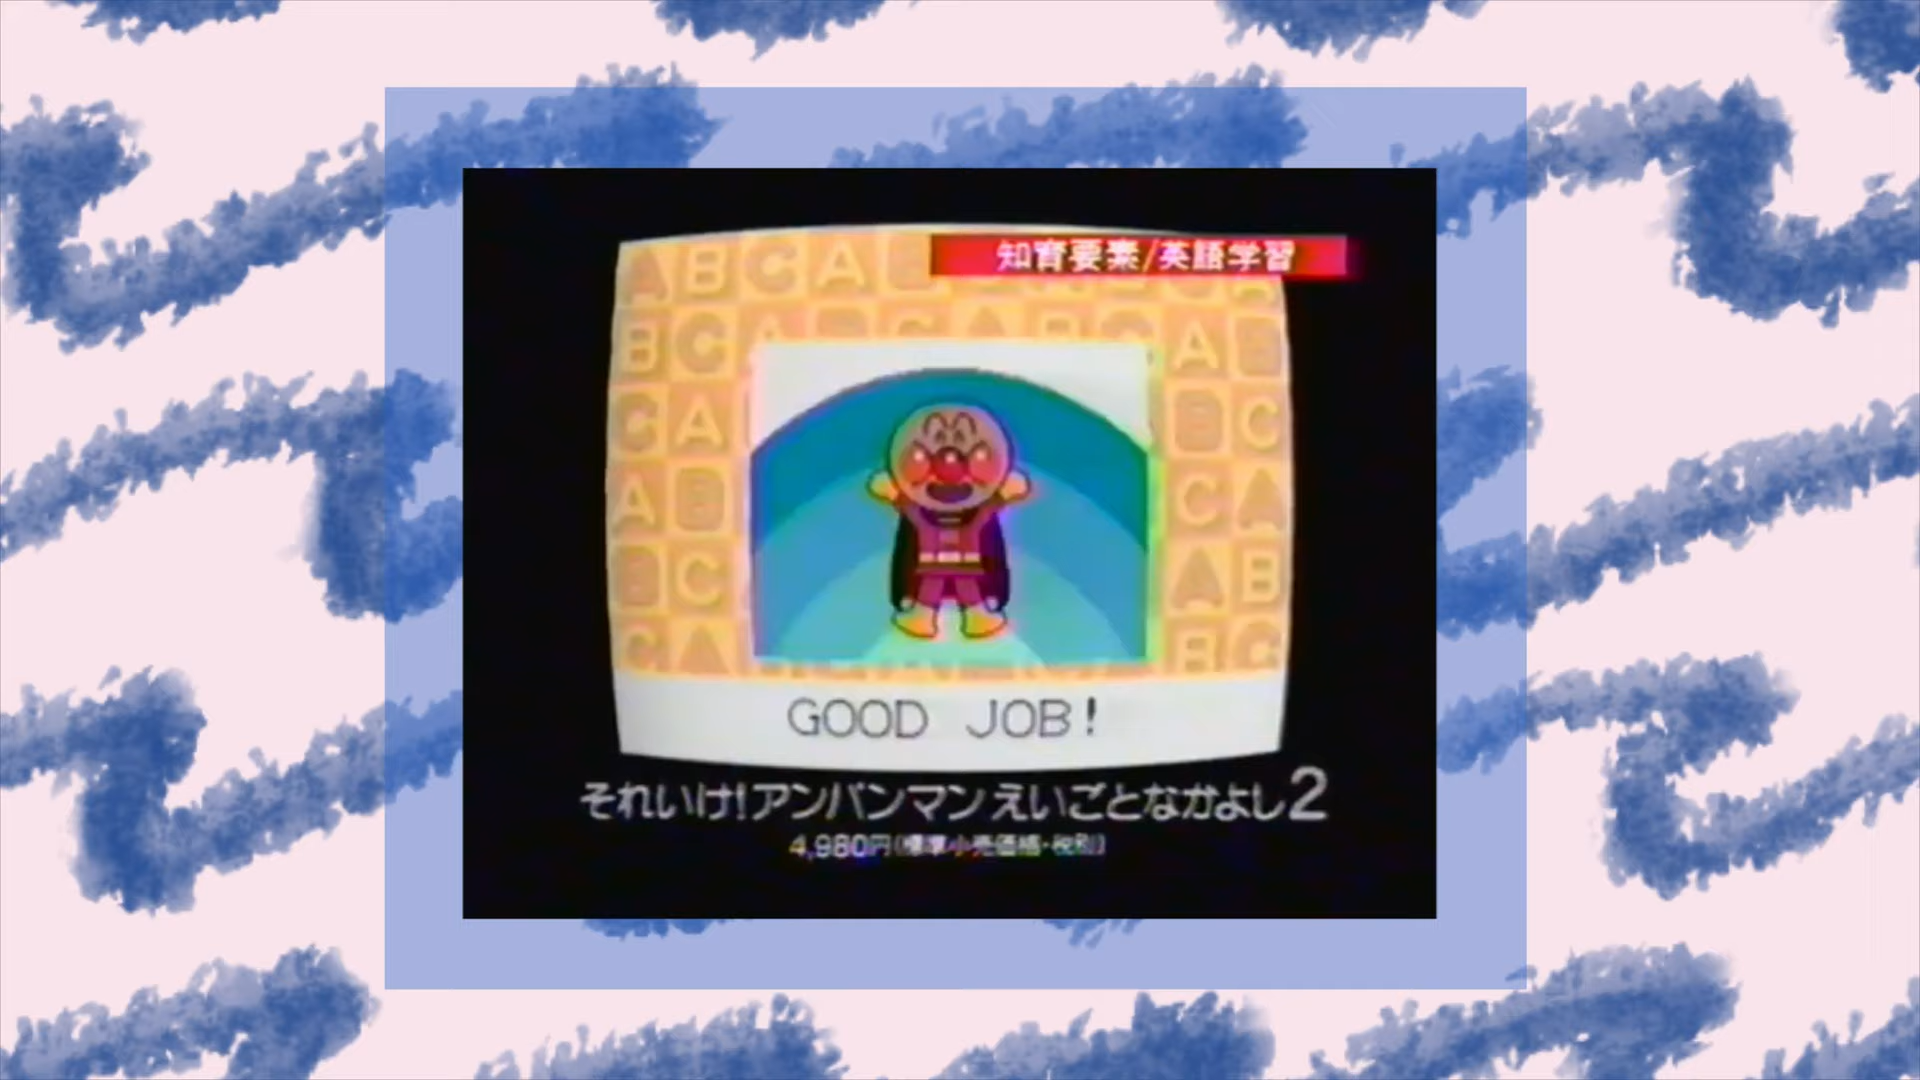 知育要素/英語学習
GOOD JOB!
それいけ!アンパンマン えいごとなかよし2
4,980円(標準小売価格・税別)